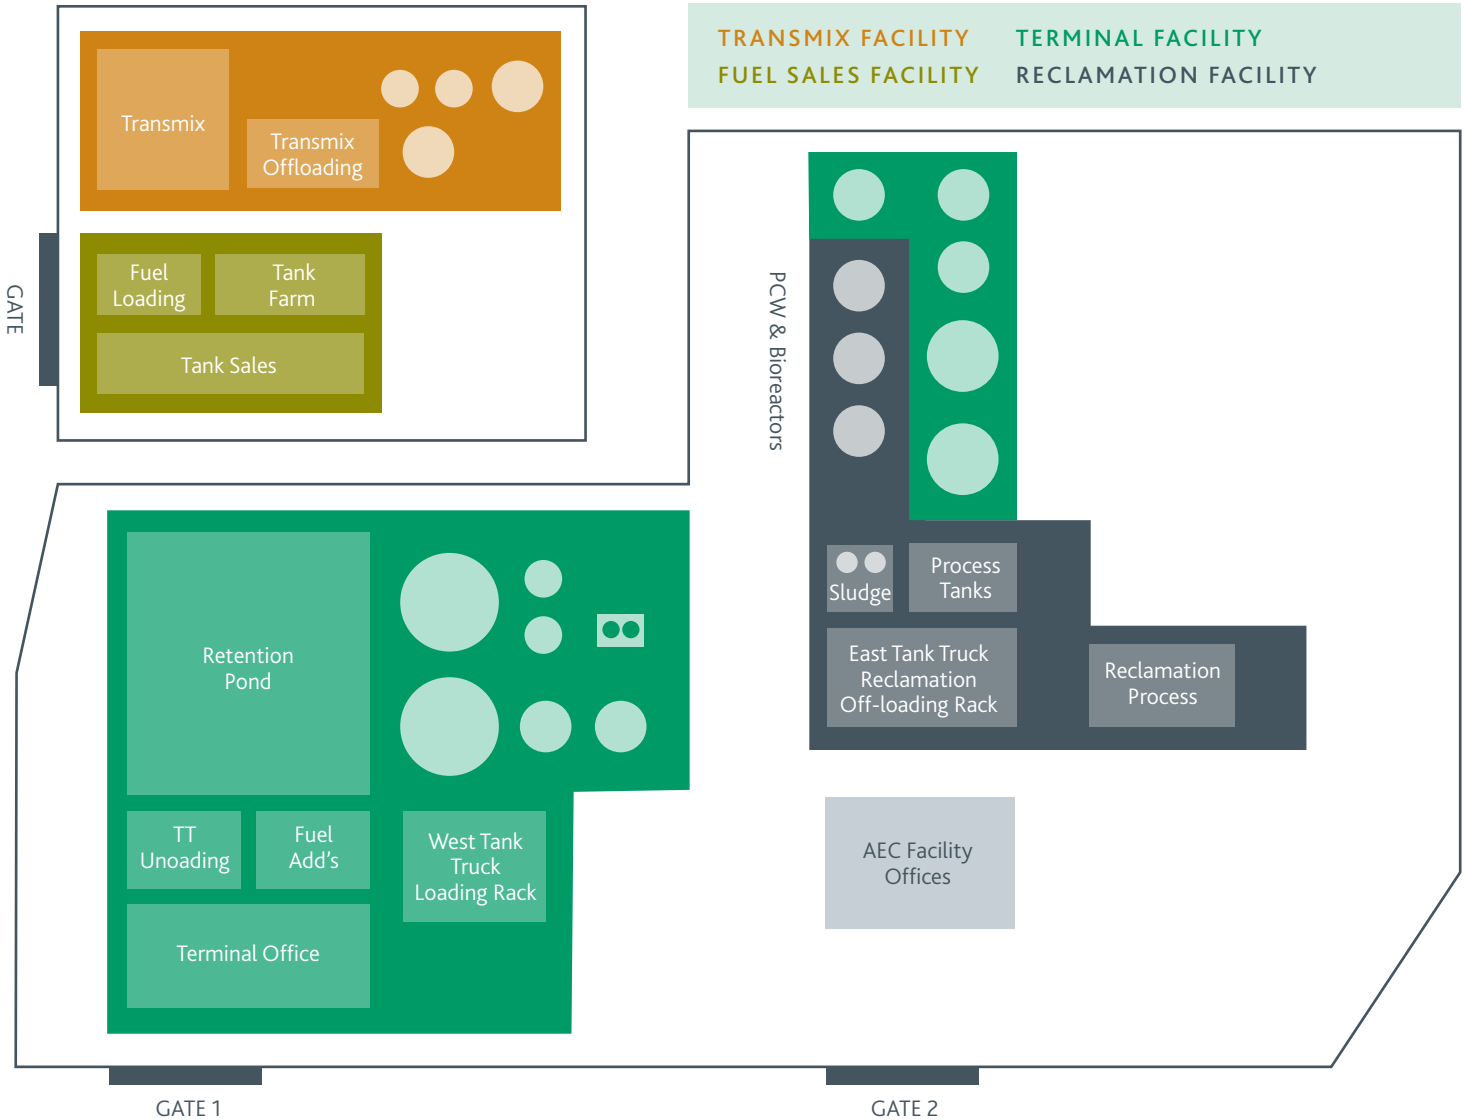 TRANSMIX FACILITY
TERMINAL FACILITY
FUEL SALES FACILITY
RECLAMATION FACILITY
Transmix
Transmix
Offloading
Fuel
Loading
Tank
Farm
Tank Sales
GATE
PCW & Bioreactors
Sludge
Process
Tanks
East Tank Truck
Reclamation
Off-loading Rack
Reclamation
Process
Retention
Pond
TT
Unoading
Fuel
Add's
West Tank
Truck
Loading Rack
Terminal Office
AEC Facility
Offices
GATE 1
GATE 2